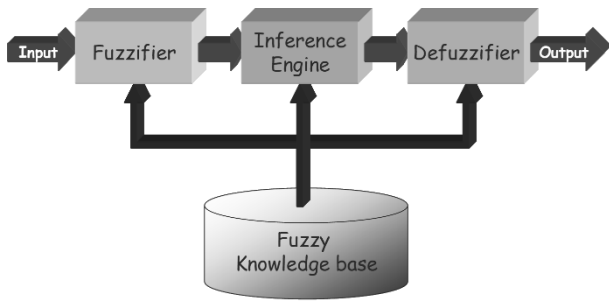 Input
Fuzzifier
Inference
Engine
Defuzzifier
Output
Fuzzy
Knowledge base